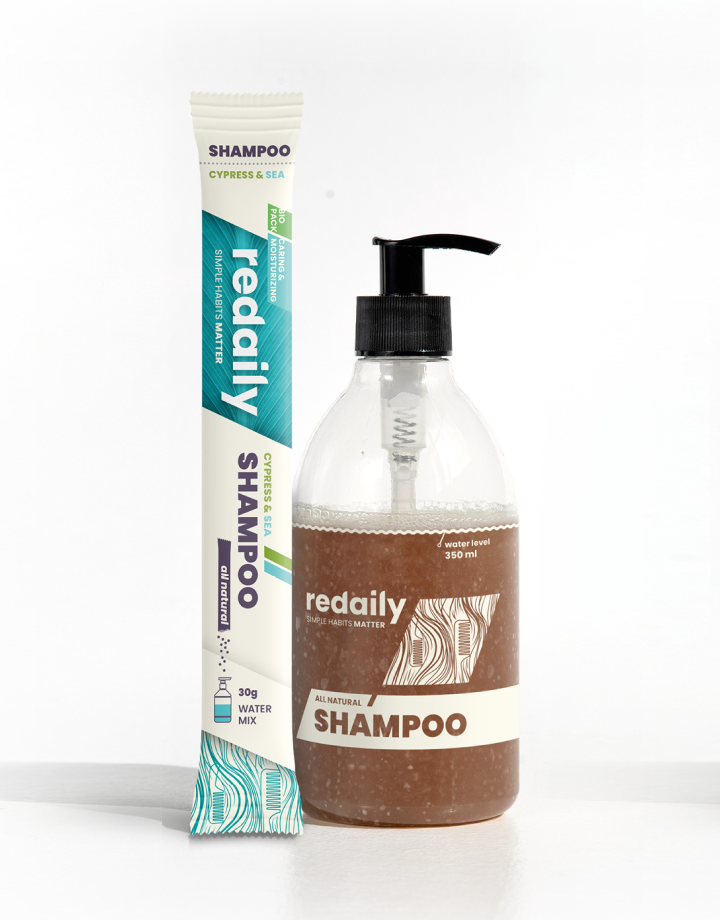 SHAMPOO
CYPRESS & SEA
BIO
PACK
CARING &
MOISTURIZING
redaily
SIMPLE HABITS MATTER
CYPRESS & SEA
SHAMPOO
all natural
30g
WATER
MIX
water level
350 ml
redaily
SIMPLE HABITS MATTER
ALL NATURAL
SHAMPOO